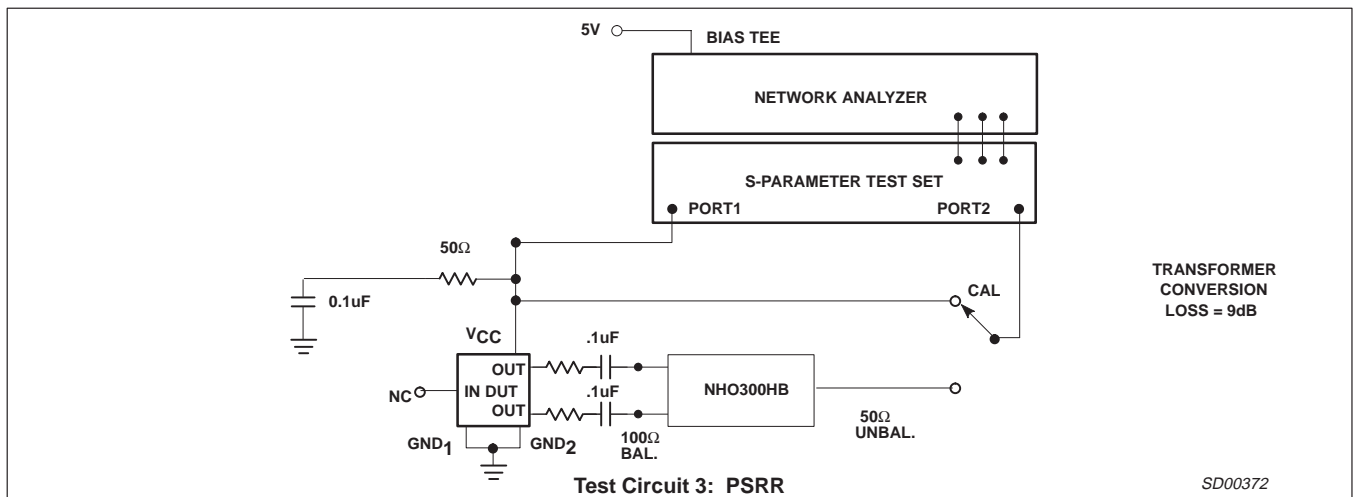 5V
BIAS TEE
NETWORK ANALYZER
S-PARAMETER TEST SET
PORT1
PORT2
50Ω
0.1uF
CAL
TRANSFORMER
CONVERSION
LOSS = 9dB
VCC
.1uF
OUT
NC
IN DUT
.1uF
OUT
NHO300HB
GND1
GND2
100Ω
BAL.
50Ω
UNBAL.
Test Circuit 3: PSRR
SD00372